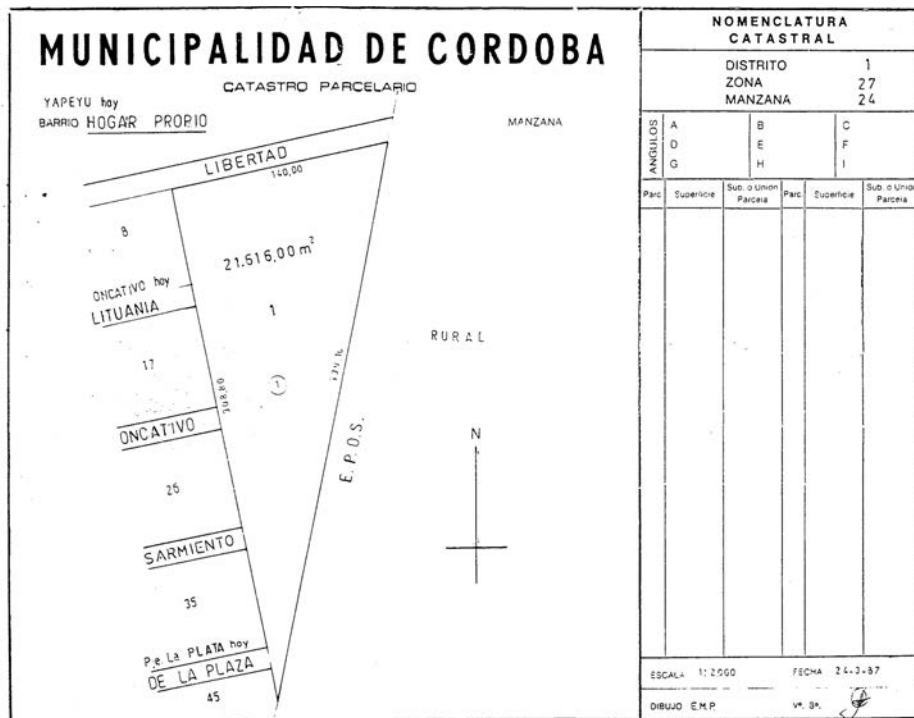 MUNICIPALIDAD DE CORDOBA
CATASTRO PARCELARIO
YAPEYU hoy
BARRIO HOGAR PROPIO
MANZANA
LIBERTAD
140,00
8
21.616,00 m²
ONCATIVO hoy
LITUANIA
1
RURAL
17
1
308,80
ONCATIVO
E.P.O.S.
N
26
SARMIENTO
35
Pje. La PLATA hoy
DE LA PLAZA
45
NOMENCLATURA
CATASTRAL
DISTRITO 1
ZONA 27
MANZANA 24
ANGULOS
A B C
D E F
G H I
Parc. Superficie Sub. o Union Parcela Parc. Superficie Sub. o Union Parcela
ESCALA 1:2000 FECHA 24-3-87
DIBUJO E.M.P. Vº. Bº.